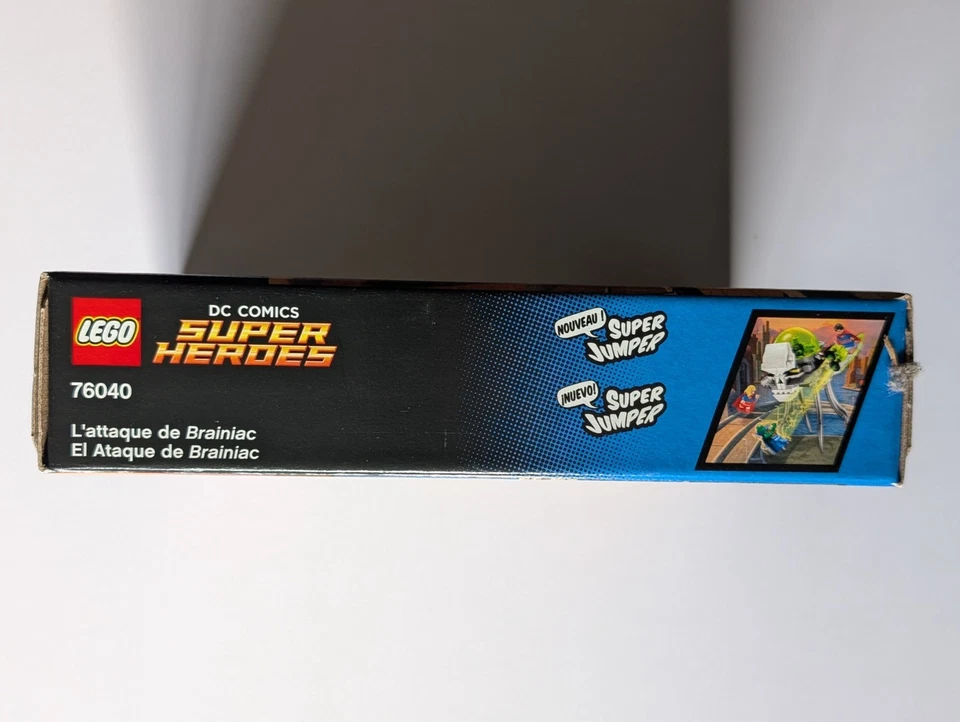 LEGO
DC COMICS
SUPER
HEROES
76040
L'attaque de Brainiac
El Ataque de Brainiac
NOUVEAU !
SUPER
JUMPER
¡NUEVO!
SUPER
JUMPER